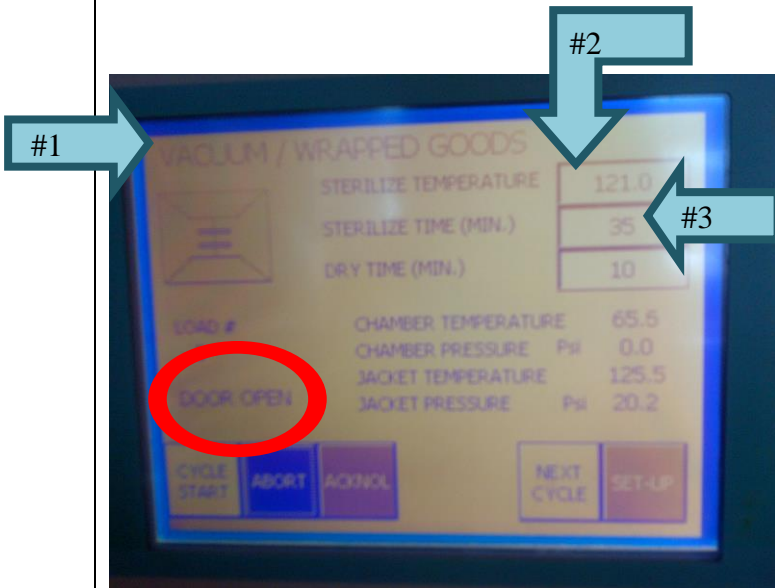 #2
#1
VACUUM / WRAPPED GOODS
STERILIZE TEMPERATURE 121.0
STERILIZE TIME (MIN.) 35
#3
DRY TIME (MIN.) 10
LOAD #
CHAMBER TEMPERATURE 65.5
CHAMBER PRESSURE Psi 0.0
JACKET TEMPERATURE 125.5
DOOR OPEN
JACKET PRESSURE Psi 20.2
CYCLE START
ABORT
ACKNOL
NEXT CYCLE
SET-UP